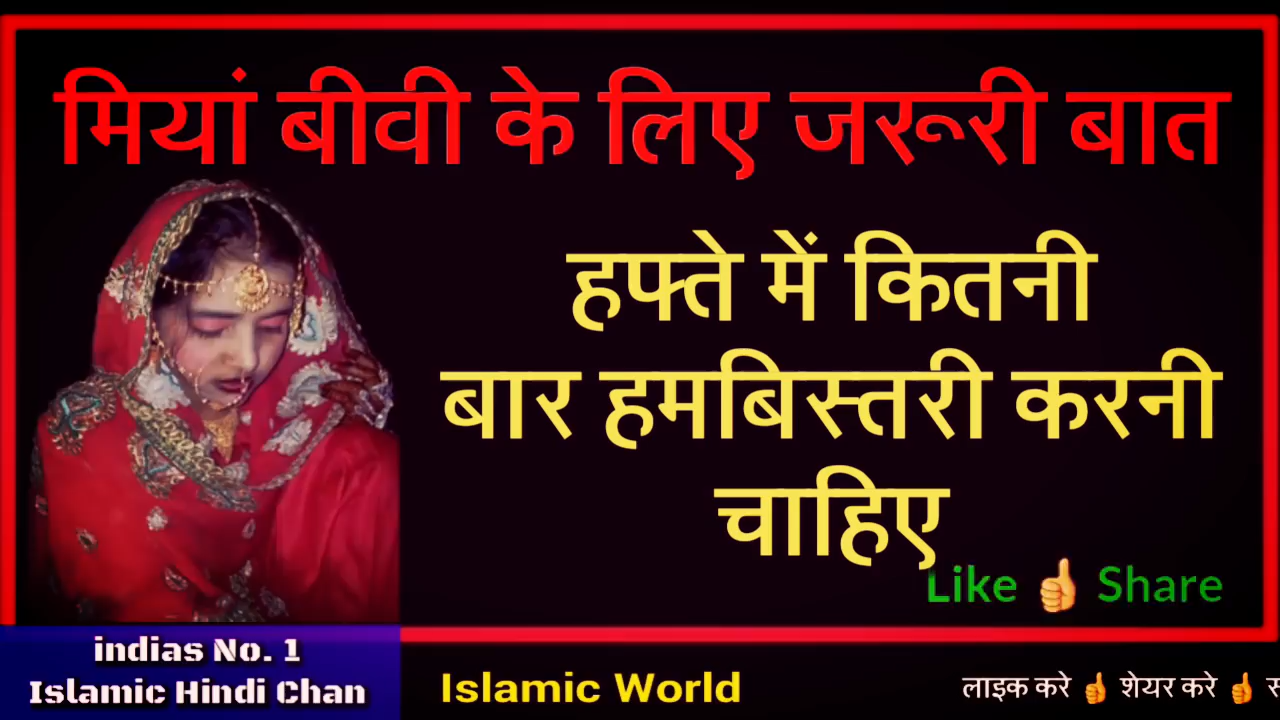 मियां बीवी के लिए जरूरी बात
हफ्ते में कितनी
बार हमबिस्तरी करनी
चाहिए
Like 👍 Share
indias No. 1
Islamic Hindi Chan
Islamic World
लाइक करे 👍 शेयर करे 👍